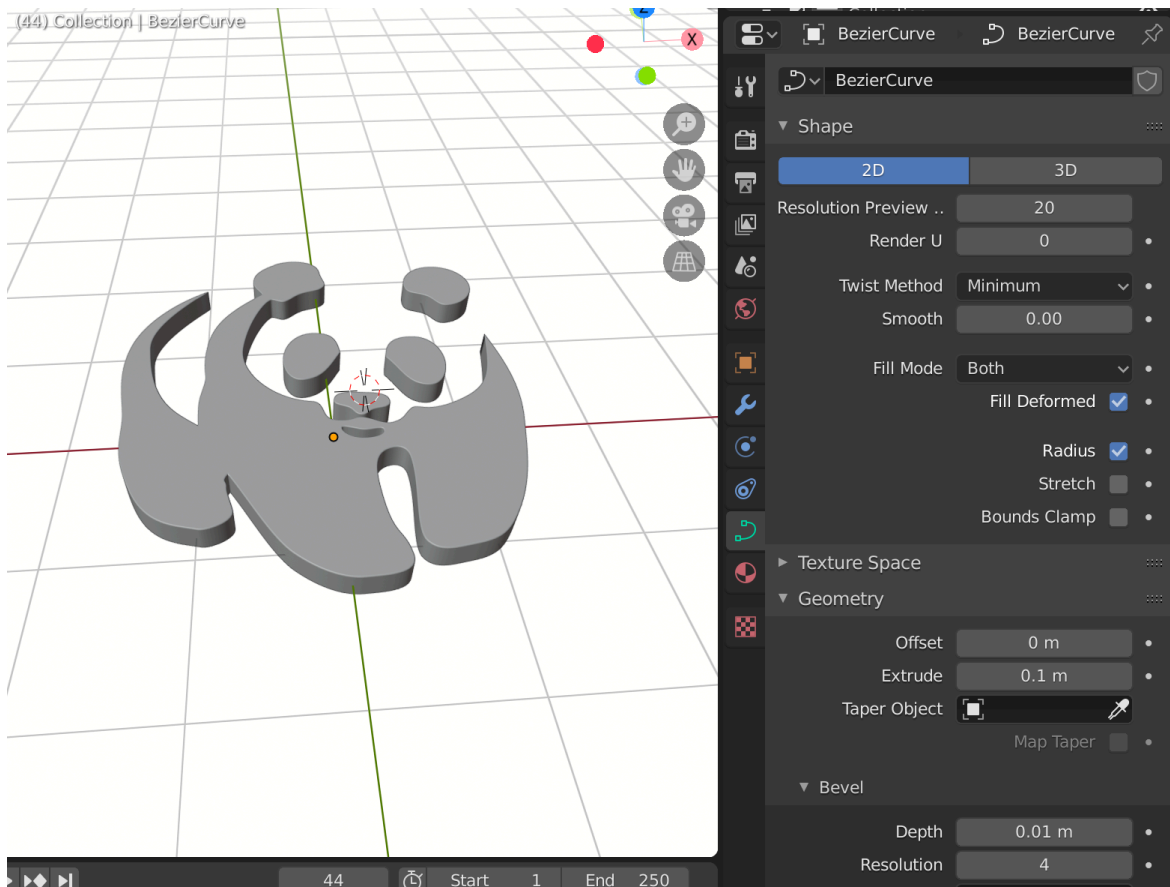 (44) Collection | BezierCurve
X
BezierCurve BezierCurve
BezierCurve
Shape
2D 3D
Resolution Preview .. 20
Render U 0
Twist Method Minimum
Smooth 0.00
Fill Mode Both
Fill Deformed
Radius
Stretch
Bounds Clamp
Texture Space
Geometry
Offset 0 m
Extrude 0.1 m
Taper Object
Map Taper
Bevel
Depth 0.01 m
Resolution 4
44 Start 1 End 250